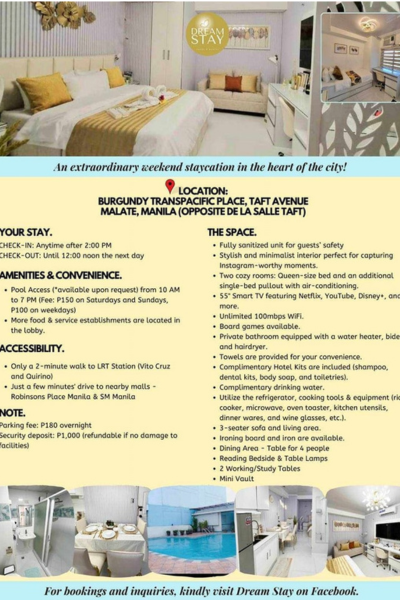 DREAM
STAY
An extraordinary weekend staycation in the heart of the city!
LOCATION:
BURGUNDY TRANSPACIFIC PLACE, TAFT AVENUE
MALATE, MANILA (OPPOSITE DE LA SALLE TAFT)
YOUR STAY.
CHECK-IN: Anytime after 2:00 PM
CHECK-OUT: Until 12:00 noon the next day
AMENITIES & CONVENIENCE.
• Pool Access (*available upon request) from 10 AM
to 7 PM (Fee: P150 on Saturdays and Sundays,
P100 on weekdays)
• More food & service establishments are located in
the lobby.
ACCESSIBILITY.
• Only a 2-minute walk to LRT Station (Vito Cruz
and Quirino)
• Just a few minutes' drive to nearby malls -
Robinsons Place Manila & SM Manila
NOTE.
Parking fee: P180 overnight
Security deposit: P1,000 (refundable if no damage to
facilities)
THE SPACE.
• Fully sanitized unit for guests' safety
• Stylish and minimalist interior perfect for capturing
Instagram-worthy moments.
• Two cozy rooms: Queen-size bed and an additional
single-bed pullout with air-conditioning.
• 55" Smart TV featuring Netflix, YouTube, Disney+, and
more.
• Unlimited 100mbps WiFi.
• Board games available.
• Private bathroom equipped with a water heater, bide
and hairdryer.
• Towels are provided for your convenience.
• Complimentary Hotel Kits are included (shampoo,
dental kits, body soap, and toiletries).
• Complimentary drinking water.
• Utilize the refrigerator, cooking tools & equipment (ric
cooker, microwave, oven toaster, kitchen utensils,
dinner wares, and wine glasses, etc.).
• 3-seater sofa and living area.
• Ironing board and iron are available.
• Dining Area - Table for 4 people
• Reading Bedside & Table Lamps
• 2 Working/Study Tables
• Mini Vault
For bookings and inquiries, kindly visit Dream Stay on Facebook.